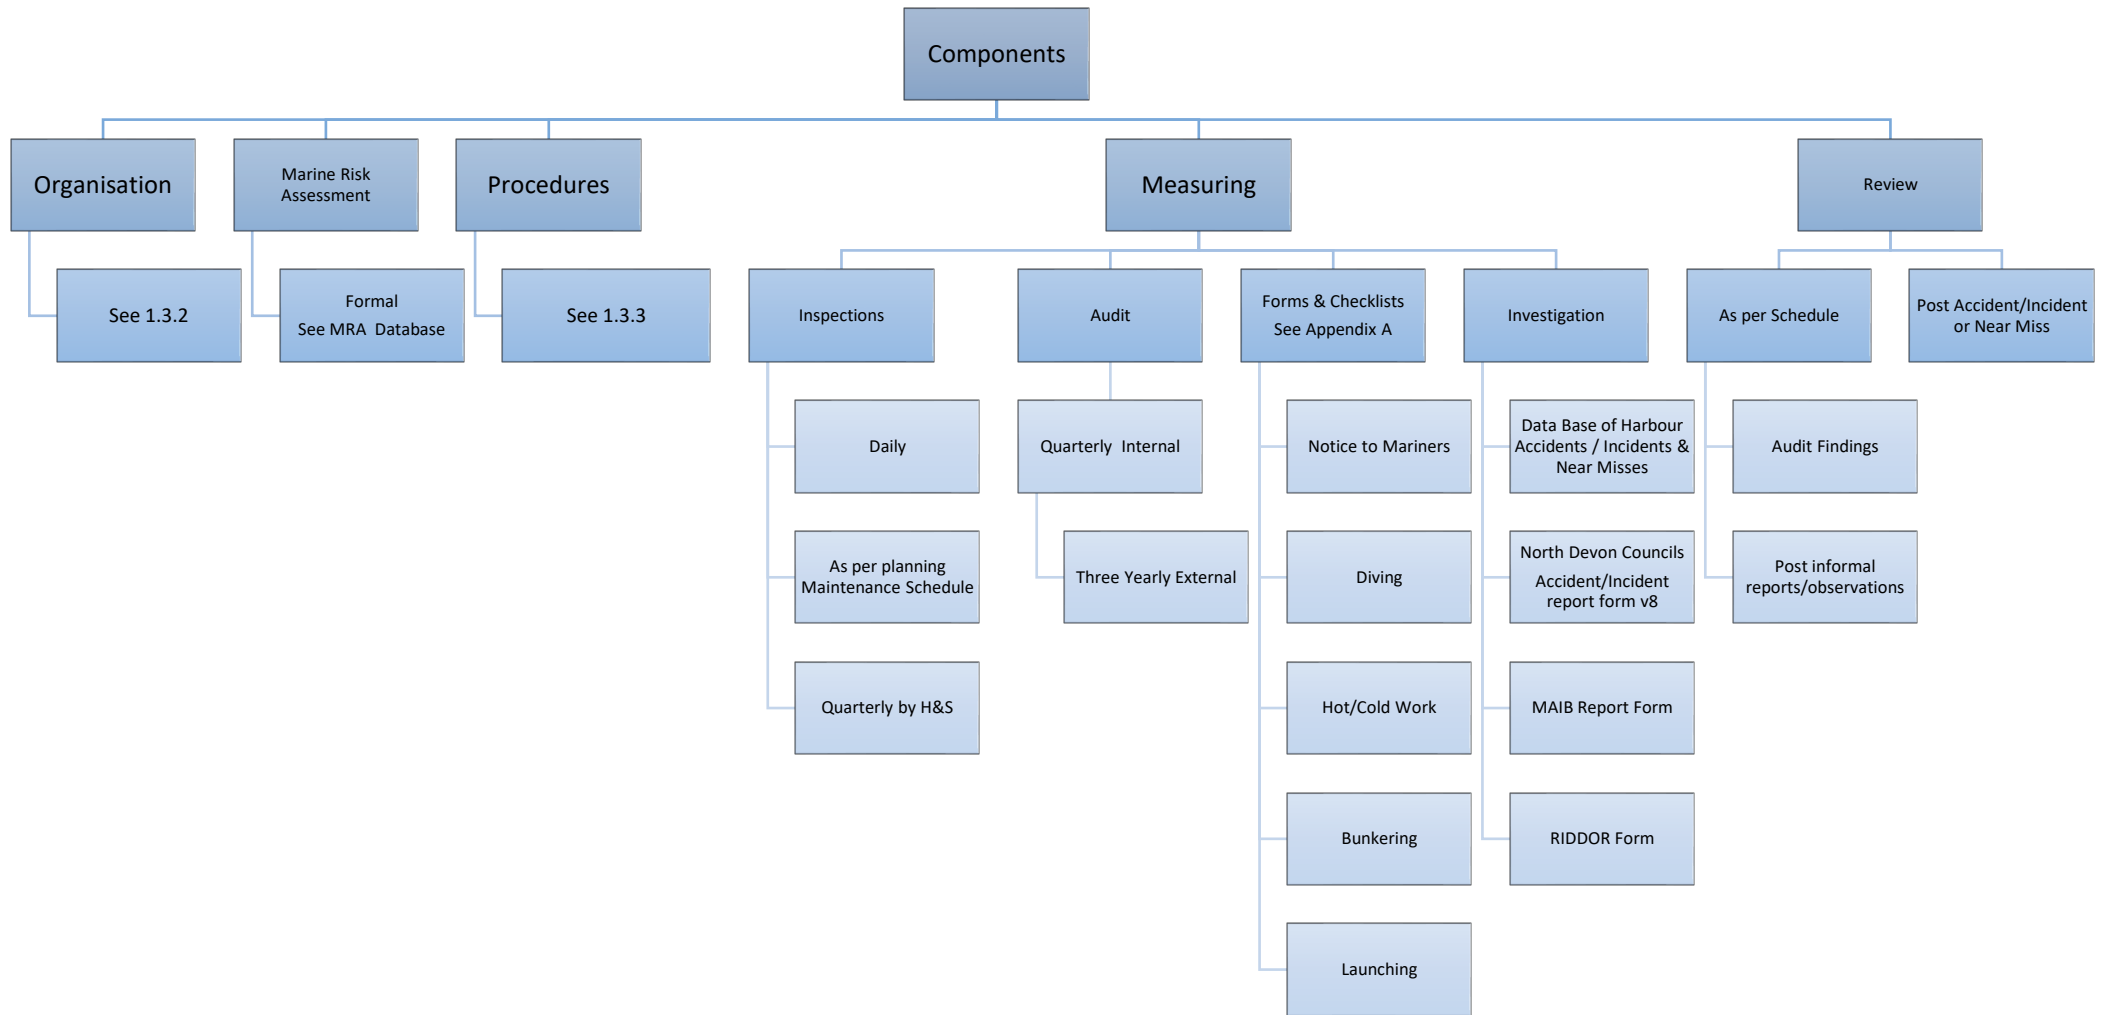 Components
Organisation
Marine Risk
Assessment
Procedures
Measuring
Review
See 1.3.2
Formal
See MRA Database
See 1.3.3
Inspections
Audit
Forms & Checklists
See Appendix A
Investigation
As per Schedule
Post Accident/Incident
or Near Miss
Daily
Quarterly Internal
Notice to Mariners
Data Base of Harbour
Accidents / Incidents &
Near Misses
Audit Findings
As per planning
Maintenance Schedule
Three Yearly External
Diving
North Devon Councils
Accident/Incident
report form v8
Post informal
reports/observations
Quarterly by H&S
Hot/Cold Work
MAIB Report Form
Bunkering
RIDDOR Form
Launching